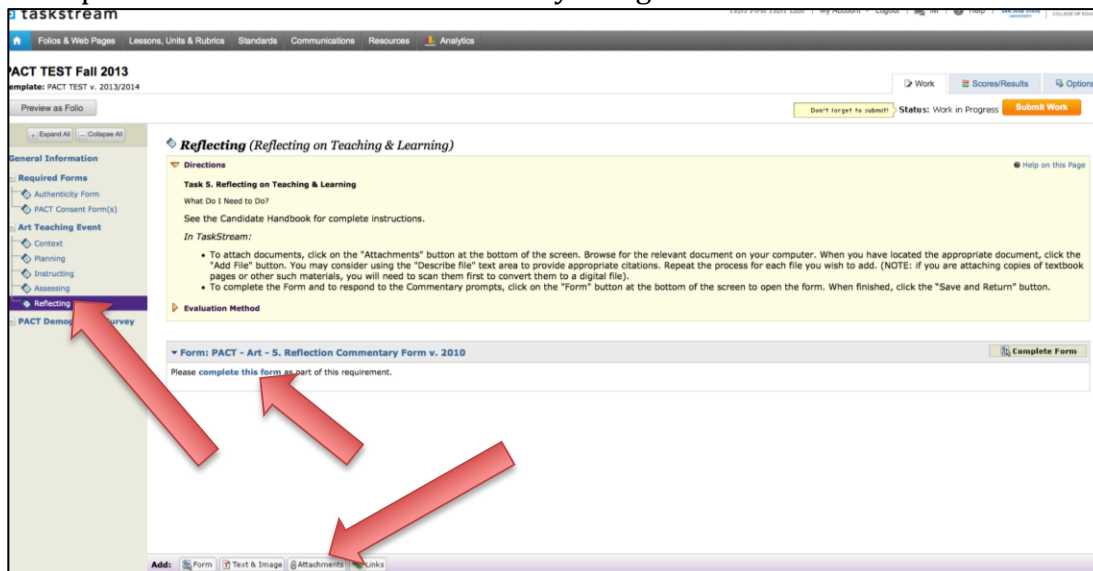 taskstream
My Account
IM
Help
Folios & Web Pages Lessons, Units & Rubrics Standards Communications Resources Analytics
PACT TEST Fall 2013
Template: PACT TEST v. 2013/2014
Work Scores/Results Options
Preview as Folio
Don't forget to submit! Status: Work in Progress Submit Work
Expand All Collapse All
General Information
Required Forms
Authenticity Form
PACT Consent Form(s)
Art Teaching Event
Context
Planning
Instructing
Assessing
Reflecting
PACT Survey
Reflecting (Reflecting on Teaching & Learning)
Directions Help on this Page
Task 5. Reflecting on Teaching & Learning
What Do I Need to Do?
See the Candidate Handbook for complete instructions.
In TaskStream:
• To attach documents, click on the "Attachments" button at the bottom of the screen. Browse for the relevant document on your computer. When you have located the appropriate document, click the
"Add File" button. You may consider using the "Describe file" text area to provide appropriate citations. Repeat the process for each file you wish to add. (NOTE: if you are attaching copies of textbook
pages or other such materials, you will need to scan them first to convert them to a digital file).
• To complete the Form and to respond to the Commentary prompts, click on the "Form" button at the bottom of the screen to open the form. When finished, click the "Save and Return" button.
Evaluation Method
Form: PACT - Art - 5. Reflection Commentary Form v. 2010 Complete Form
Please complete this form as part of this requirement.
Add: Form Text & Image Attachments Links